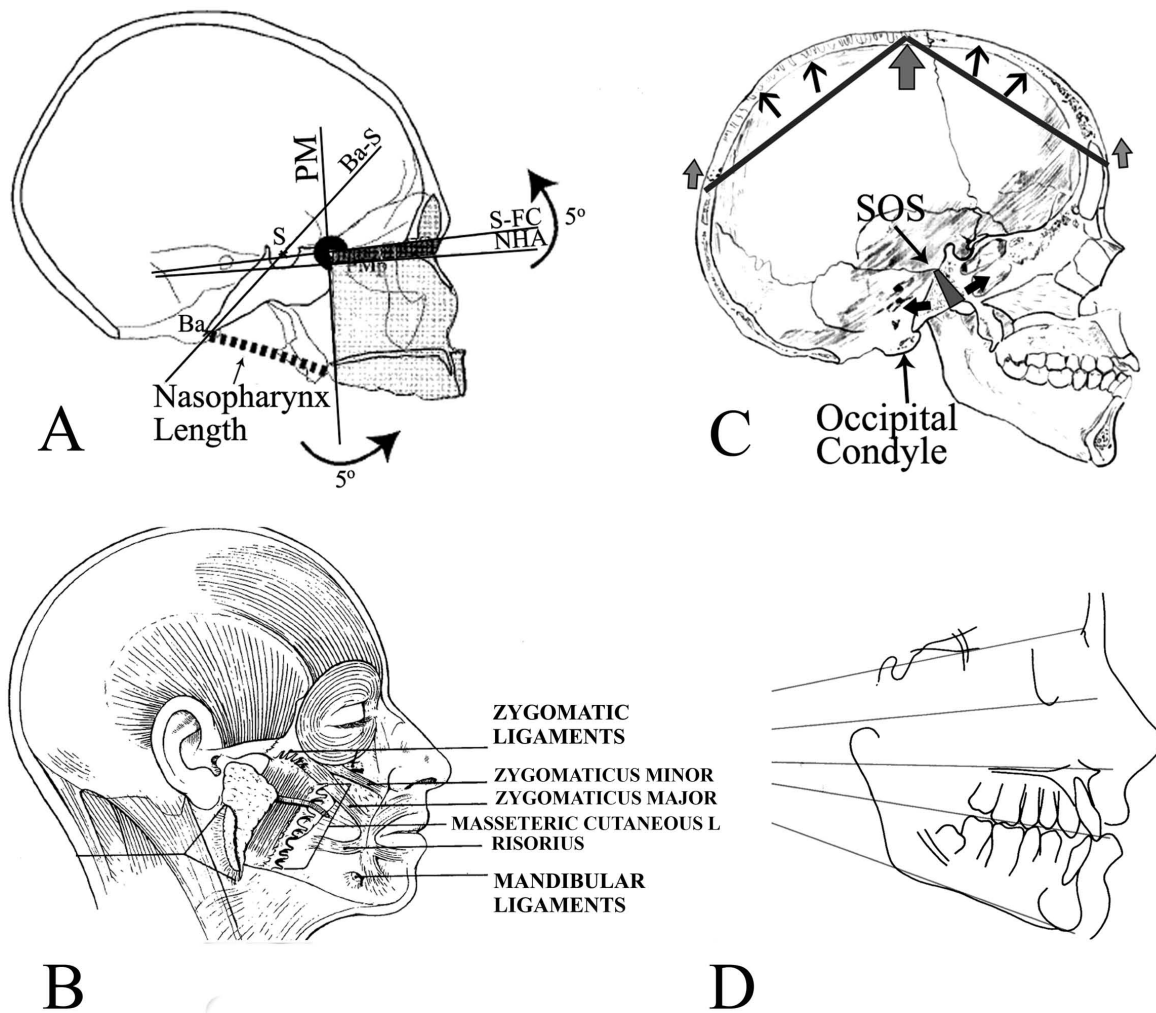 PM
Ba-S
S
S-FC
NHA
5º
Ba
Nasopharynx
Length
5º
A
SOS
Occipital
Condyle
C
ZYGOMATIC
LIGAMENTS
ZYGOMATICUS MINOR
ZYGOMATICUS MAJOR
MASSETERIC CUTANEOUS L
RISORIUS
MANDIBULAR
LIGAMENTS
B
D